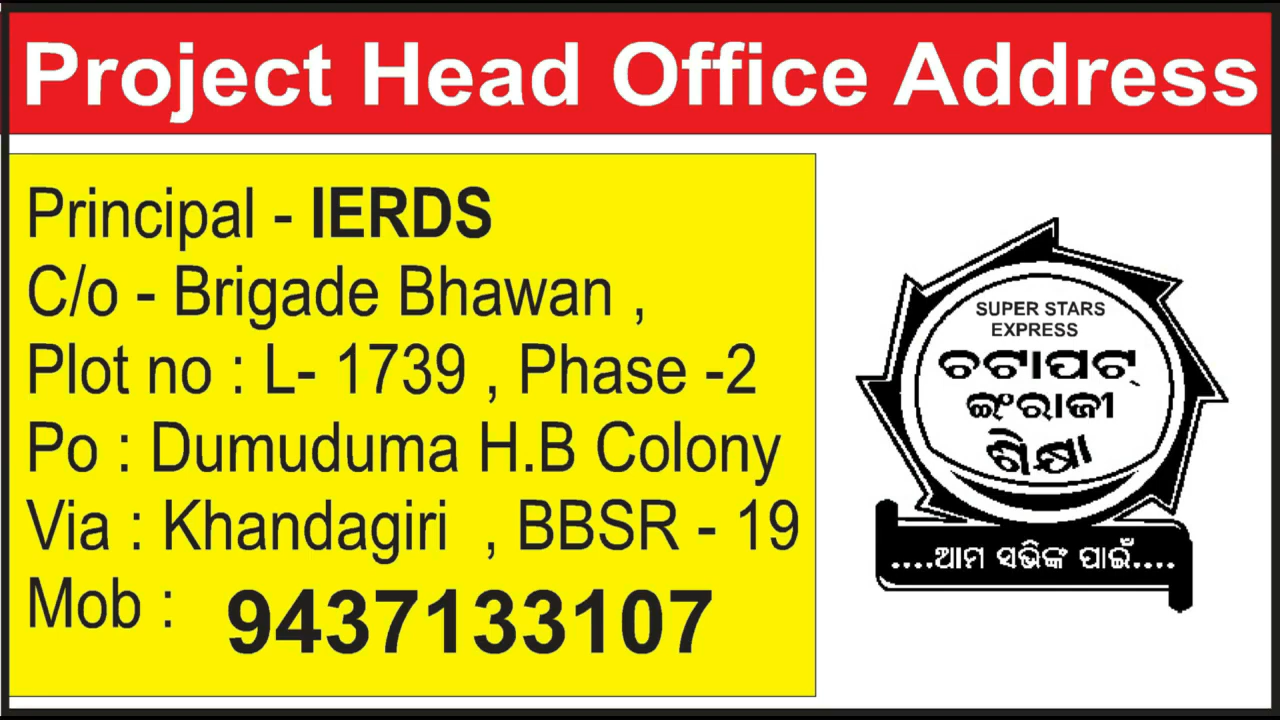 Project Head Office Address
Principal - IERDS
C/o - Brigade Bhawan ,
Plot no : L- 1739 , Phase -2
Po : Dumuduma H.B Colony
Via : Khandagiri , BBSR - 19
Mob : 9437133107
SUPER STARS
EXPRESS
ଚଟାପଟ୍
ଇଂରାଜୀ
ଶିକ୍ଷା
....ଆମ ସଭିଙ୍କ ପାଇଁ....